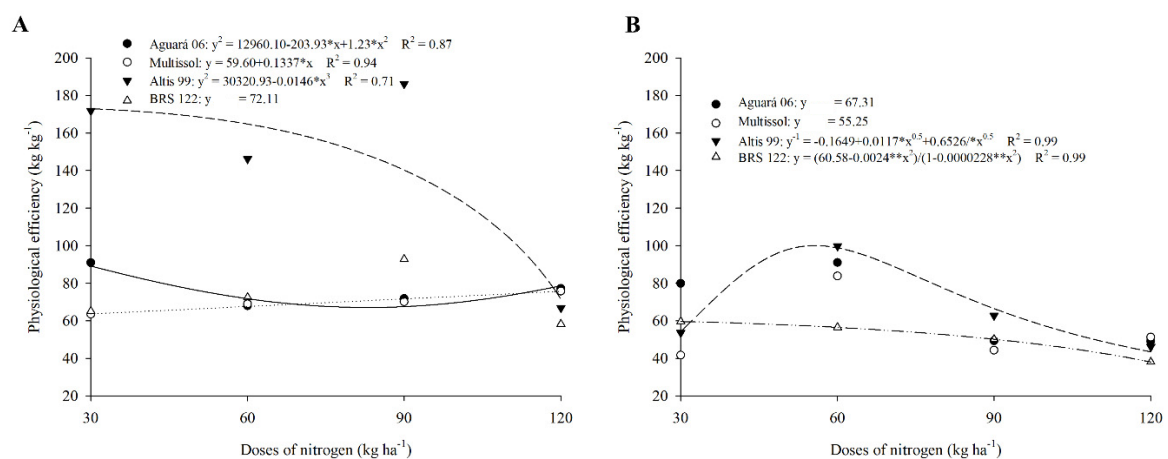 A
Aguará 06: y² = 12960.10-203.93*x+1.23*x² R² = 0.87
Multissol: y = 59.60+0.1337*x R² = 0.94
Altis 99: y² = 30320.93-0.0146*x³ R² = 0.71
BRS 122: y = 72.11
Physiological efficiency (kg kg⁻¹)
200
180
160
140
120
100
80
60
40
20
30
60
90
120
Doses of nitrogen (kg ha⁻¹)
B
Aguará 06: y = 67.31
Multissol: y = 55.25
Altis 99: y⁻¹ = -0.1649+0.0117*x⁰·⁵+0.6526/*x⁰·⁵ R² = 0.99
BRS 122: y = (60.58-0.0024**x²)/(1-0.0000228**x²) R² = 0.99
Physiological efficiency (kg kg⁻¹)
200
180
160
140
120
100
80
60
40
20
30
60
90
120
Doses of nitrogen (kg ha⁻¹)